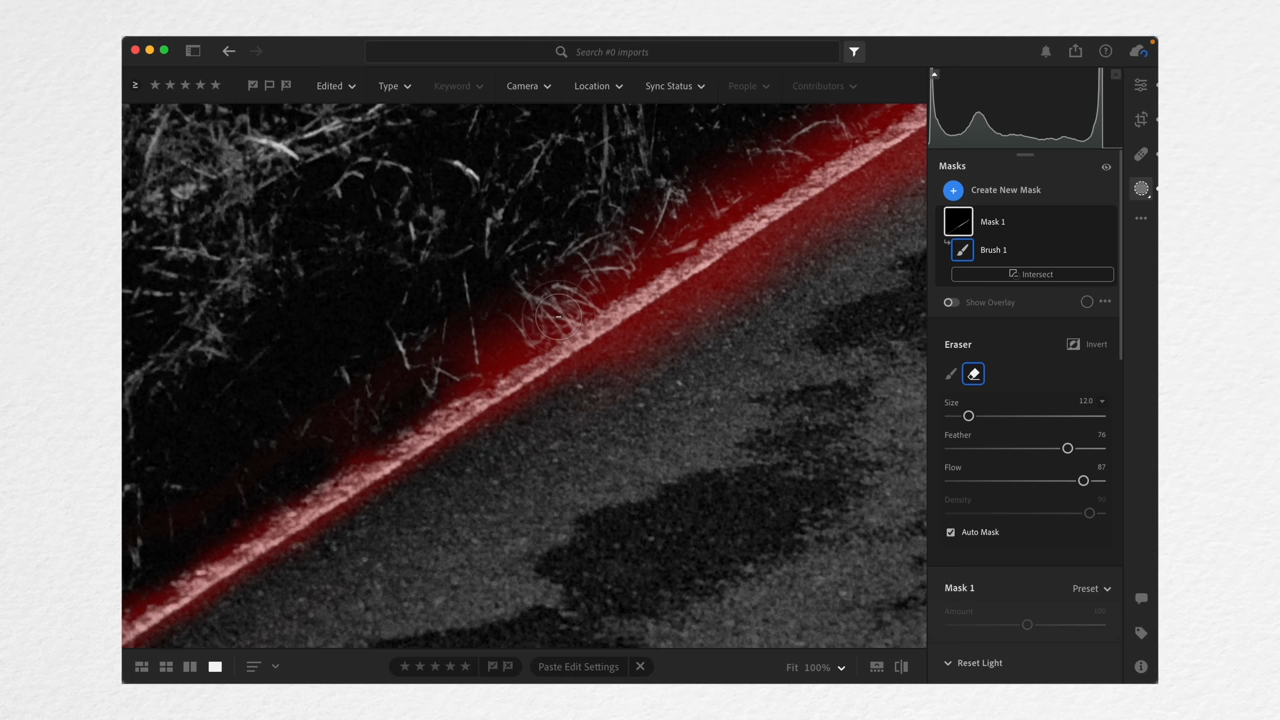 Search #0 imports
≥ Edited Type Keyword Camera Location Sync Status People Contributors
Masks
Create New Mask
Mask 1
Brush 1
Intersect
Show Overlay
Eraser Invert
Size 12.0
Feather 76
Flow 87
Density 90
Auto Mask
Mask 1 Preset
Amount 100
Reset Light
Paste Edit Settings Fit 100%